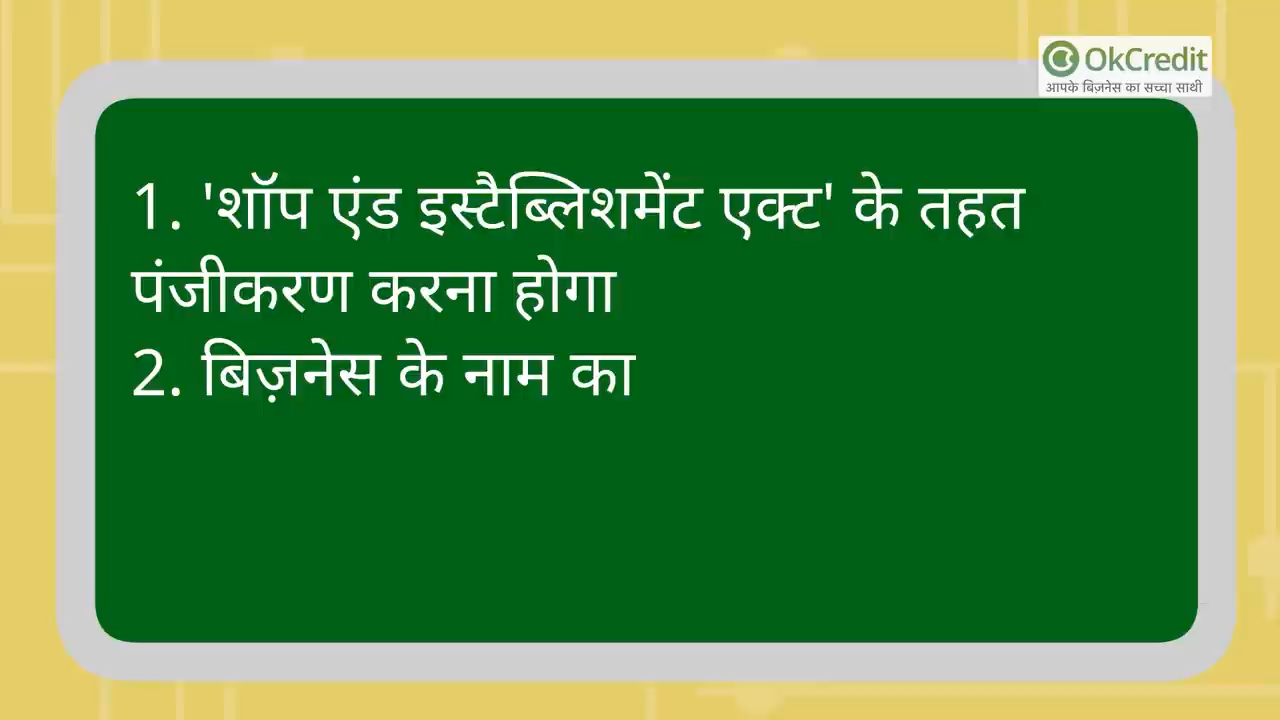 OkCredit
आपके बिज़नेस का सच्चा साथी
1. 'शॉप एंड इस्टैब्लिशमेंट एक्ट' के तहत
पंजीकरण करना होगा
2. बिज़नेस के नाम का